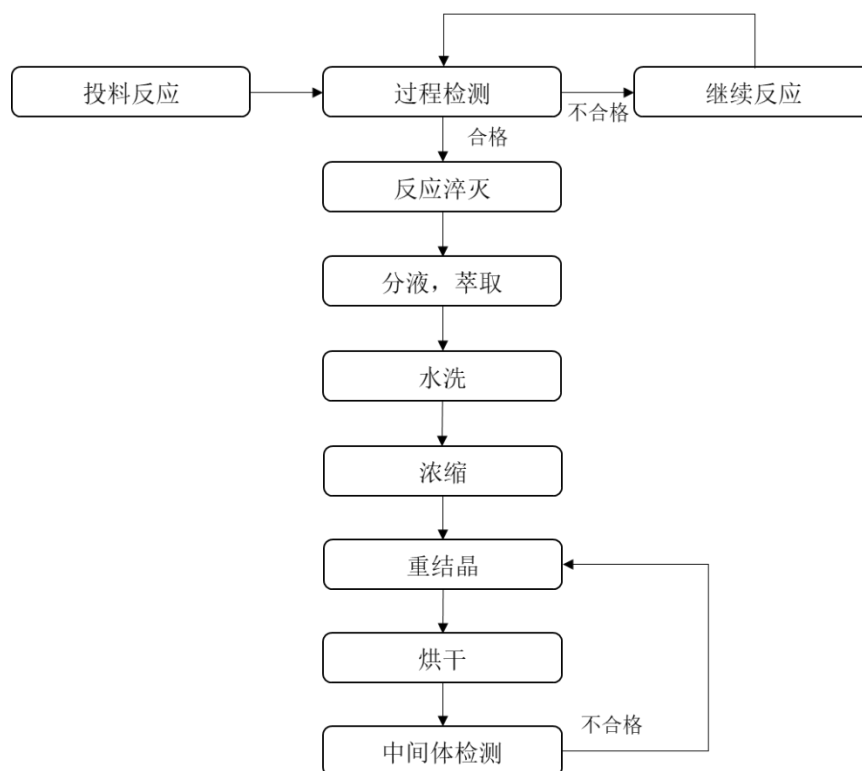 投料反应
过程检测
不合格
继续反应
合格
反应淬灭
分液，萃取
水洗
浓缩
重结晶
烘干
中间体检测
不合格